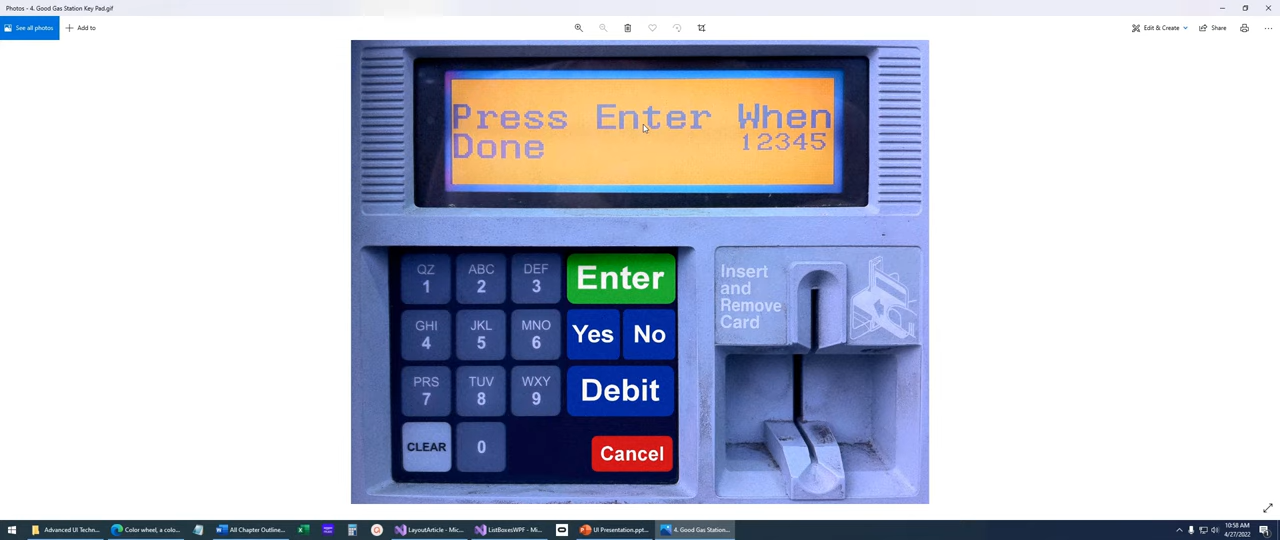 Photos - 4. Good Gas Station Key Pad.gif
See all photos
Add to
Edit & Create
Share
Press Enter When
Done 12345
QZ ABC DEF
1 2 3
Enter
GHI JKL MNO
4 5 6
Yes No
PRS TUV WXY
7 8 9
Debit
CLEAR 0 Cancel
Insert
and
Remove
Card
Advanced UI Techn...
Color wheel, a colo...
All Chapter Outline...
LayoutArticle - Mic...
ListBoxesWPF - Mi...
UI Presentation.ppt...
4. Good Gas Station...
10:58 AM
4/27/2022